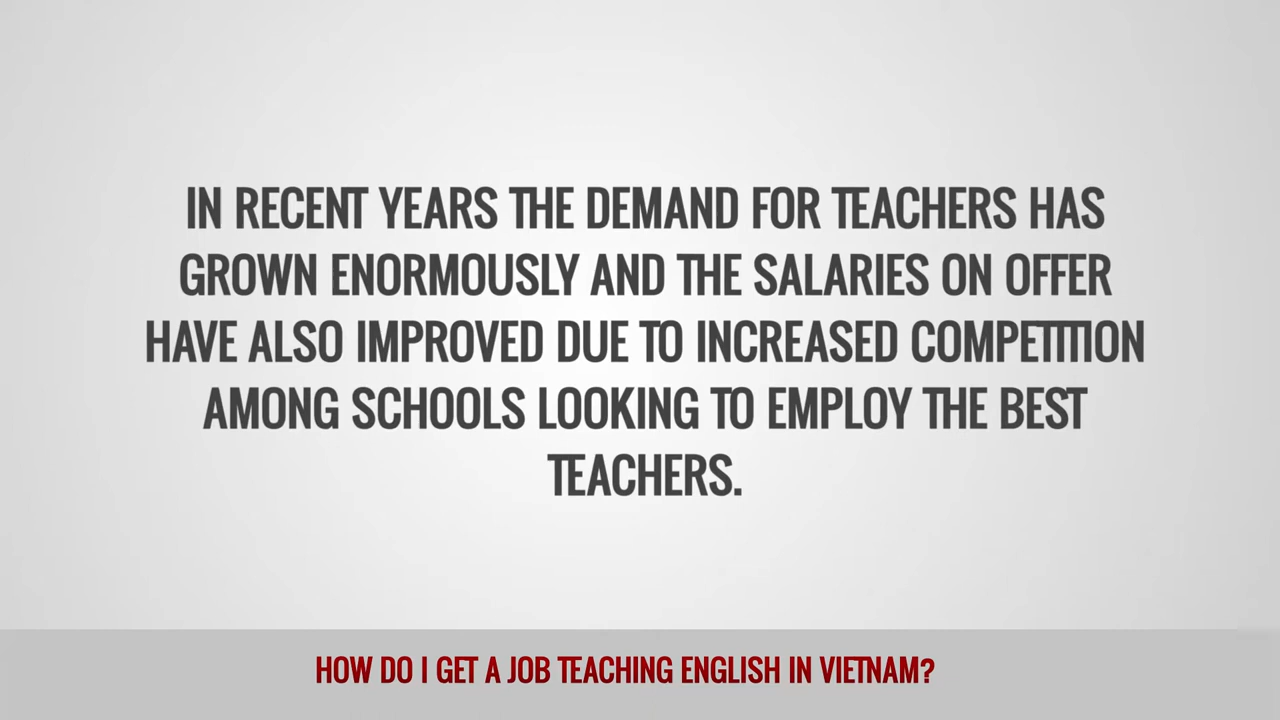 IN RECENT YEARS THE DEMAND FOR TEACHERS HAS
GROWN ENORMOUSLY AND THE SALARIES ON OFFER
HAVE ALSO IMPROVED DUE TO INCREASED COMPETITION
AMONG SCHOOLS LOOKING TO EMPLOY THE BEST
TEACHERS.
HOW DO I GET A JOB TEACHING ENGLISH IN VIETNAM?